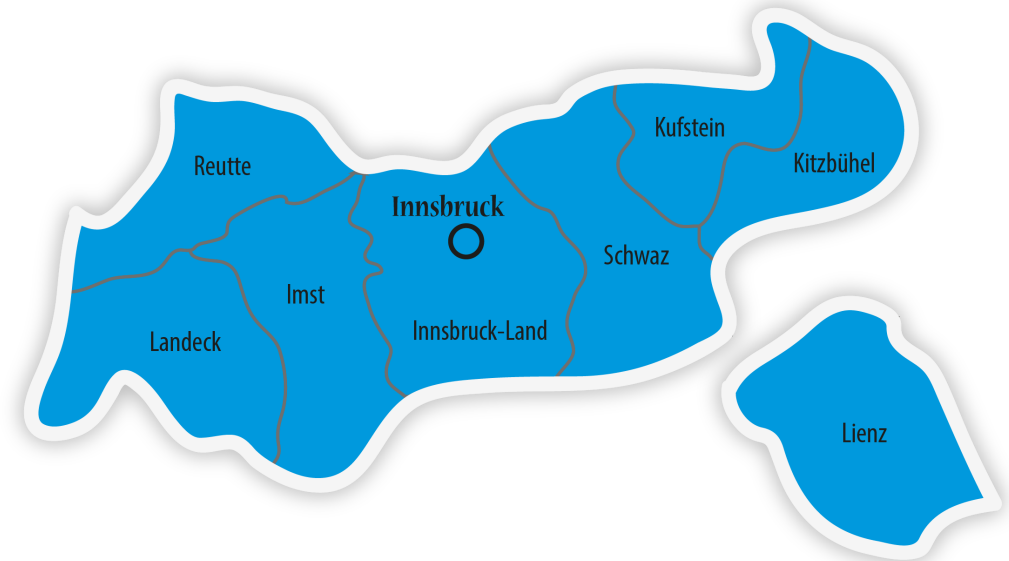 Kufstein
Kitzbühel
Reutte
Innsbruck
Schwaz
Imst
Innsbruck-Land
Landeck
Lienz